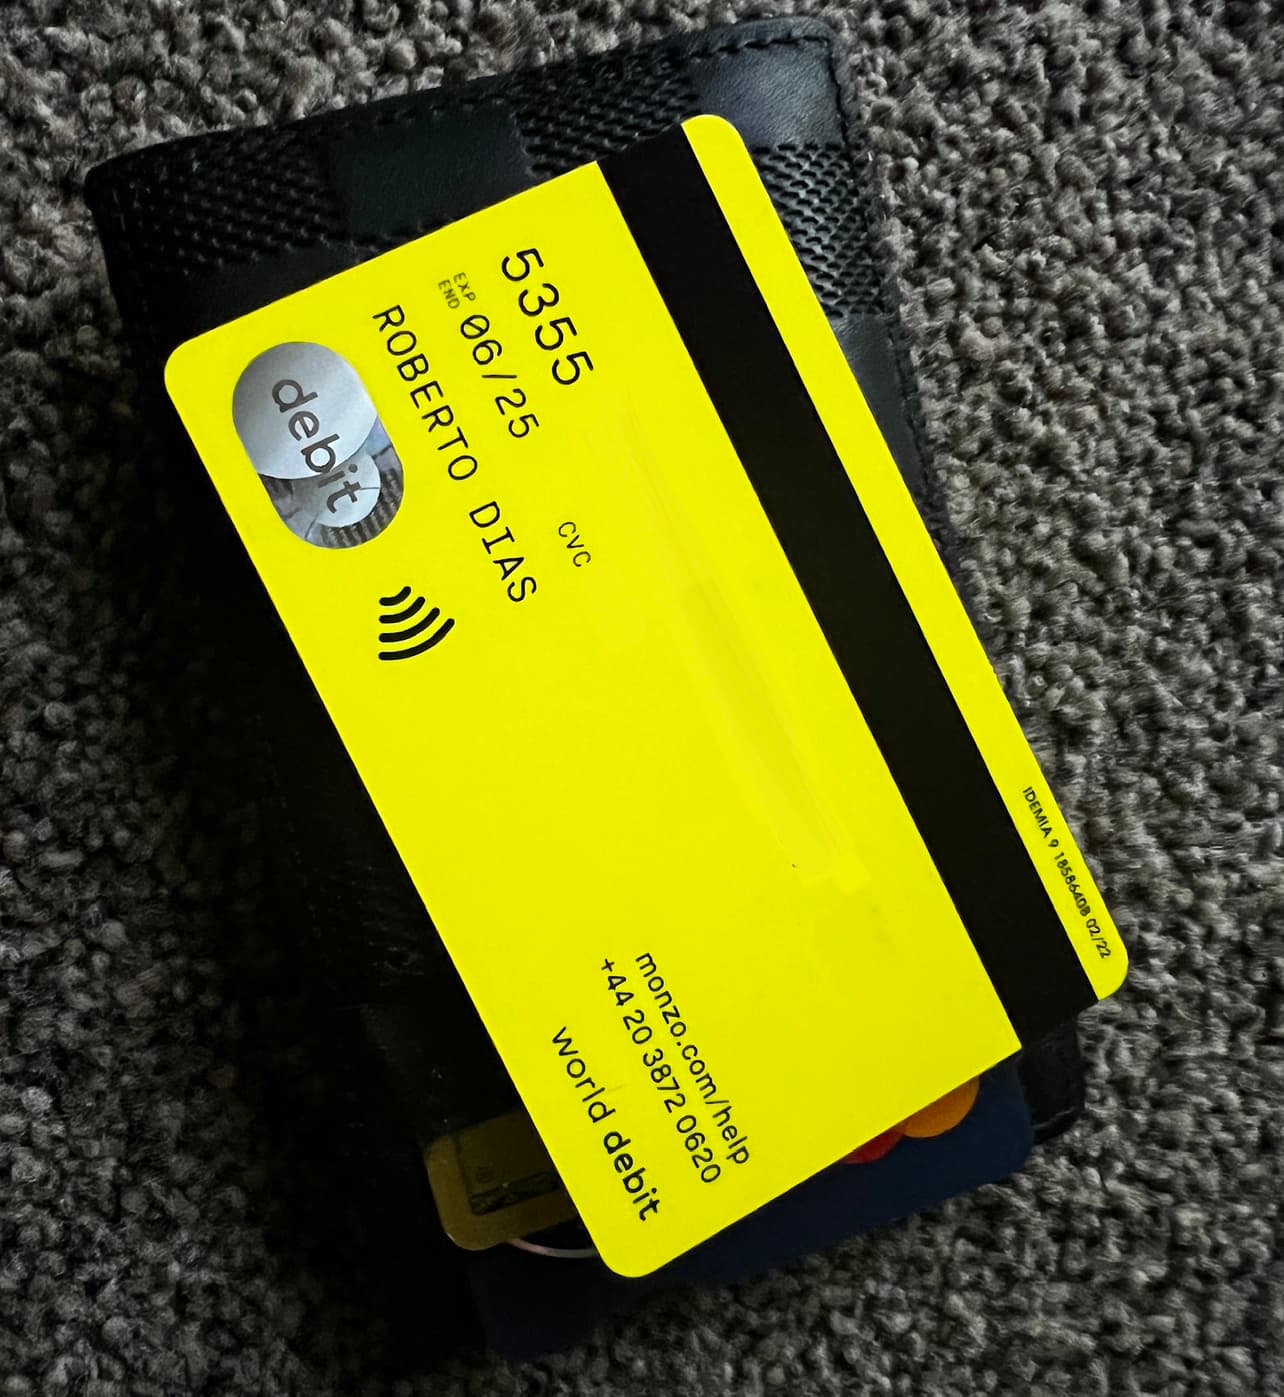 IDEMIA 9 1858640B 02/22
5355
EXP
END 06/25
CVC
ROBERTO DIAS
debit
monzo.com/help
+44 20 3872 0620
world debit